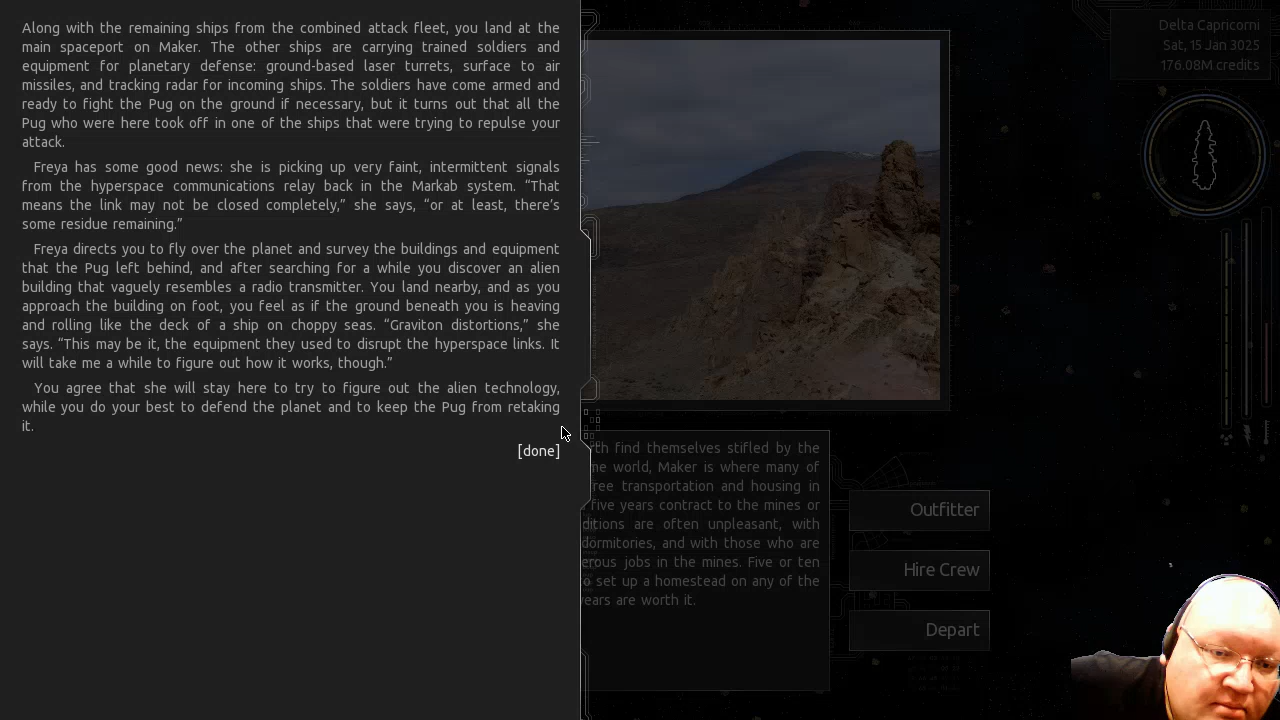 Along with the remaining ships from the combined attack fleet, you land at the
main spaceport on Maker. The other ships are carrying trained soldiers and
equipment for planetary defense: ground-based laser turrets, surface to air
missiles, and tracking radar for incoming ships. The soldiers have come armed and
ready to fight the Pug on the ground if necessary, but it turns out that all the
Pug who were here took off in one of the ships that were trying to repulse your
attack.
Freya has some good news: she is picking up very faint, intermittent signals
from the hyperspace communications relay back in the Markab system. “That
means the link may not be closed completely,” she says, “or at least, there’s
some residue remaining.”
Freya directs you to fly over the planet and survey the buildings and equipment
that the Pug left behind, and after searching for a while you discover an alien
building that vaguely resembles a radio transmitter. You land nearby, and as you
approach the building on foot, you feel as if the ground beneath you is heaving
and rolling like the deck of a ship on choppy seas. “Graviton distortions,” she
says. “This may be it, the equipment they used to disrupt the hyperspace links. It
will take me a while to figure out how it works, though.”
You agree that she will stay here to try to figure out the alien technology,
while you do your best to defend the planet and to keep the Pug from retaking
it.
[done]
Delta Capricorni
Sat, 15 Jan 3025
176.08M credits
find themselves stifled by the
world, Maker is where many of
transportation and housing in
five years contract to the mines or
are often unpleasant, with
dormitories, and with those who are
jobs in the mines. Five or ten
set up a homestead on any of the
years are worth it.
Outfitter
Hire Crew
Depart